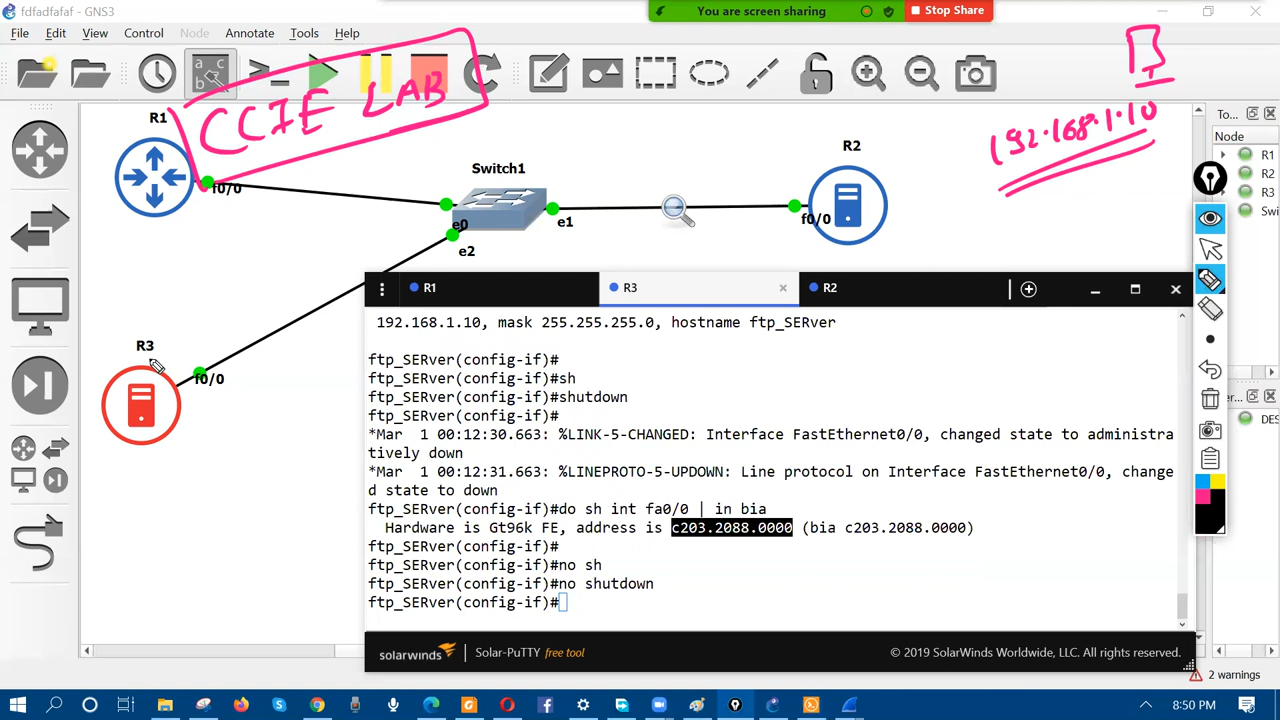 fdfadfafaf - GNS3
You are screen sharing
Stop Share
File Edit View Control Node Annotate Tools Help
CCIE LAB
192.168.1.10
R1
f0/0
Switch1
e0
e1
e2
R2
f0/0
R3
f0/0
To...
Node
R1
R2
R3
Swi
R1
R3
R2
192.168.1.10, mask 255.255.255.0, hostname ftp_SERver
ftp_SERver(config-if)#
ftp_SERver(config-if)#sh
ftp_SERver(config-if)#shutdown
ftp_SERver(config-if)#
*Mar  1 00:12:30.663: %LINK-5-CHANGED: Interface FastEthernet0/0, changed state to administra
tively down
*Mar  1 00:12:31.663: %LINEPROTO-5-UPDOWN: Line protocol on Interface FastEthernet0/0, change
d state to down
ftp_SERver(config-if)#do sh int fa0/0 | in bia
Hardware is Gt96k FE, address is c203.2088.0000 (bia c203.2088.0000)
ftp_SERver(config-if)#
ftp_SERver(config-if)#no sh
ftp_SERver(config-if)#no shutdown
ftp_SERver(config-if)#
er...
DES
solarwinds
Solar-PuTTY free tool
© 2019 SolarWinds Worldwide, LLC. All rights reserved.
2 warnings
8:50 PM